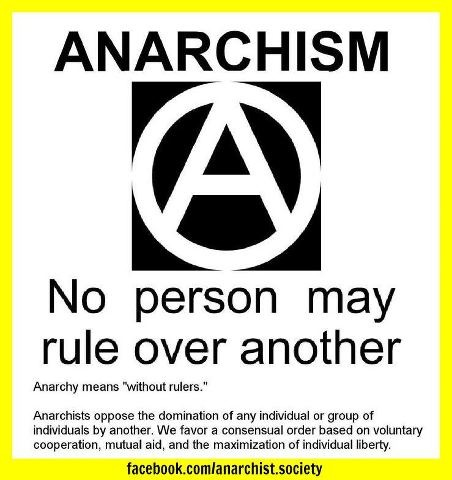 ANARCHISM
A
No person may
rule over another
Anarchy means "without rulers."
Anarchists oppose the domination of any individual or group of
individuals by another. We favor a consensual order based on voluntary
cooperation, mutual aid, and the maximization of individual liberty.
facebook.com/anarchist.society